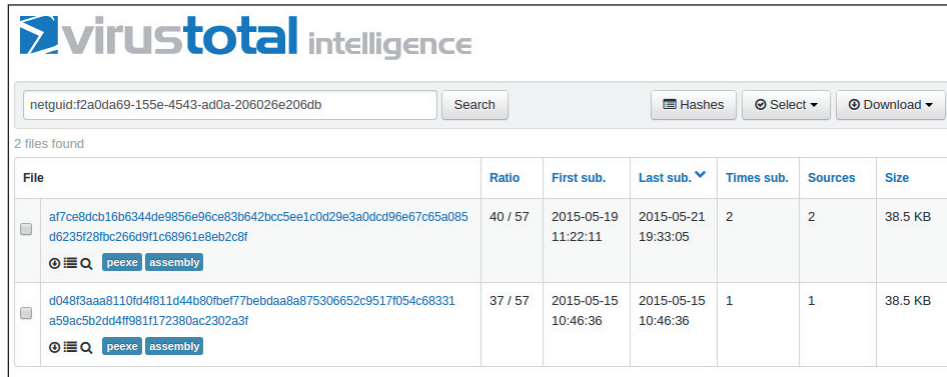 virustotal intelligence
netguid:f2a0da69-155e-4543-ad0a-206026e206db Search Hashes Select Download
2 files found
File Ratio First sub. Last sub. Times sub. Sources Size
af7ce8dcb16b6344de9856e96ce83b642bcc5ee1c0d29e3a0dcd96e67c65a085 40 / 57 2015-05-19 2015-05-21 2 2 38.5 KB
d6235f28fbc266d9f1c68961e8eb2c8f 11:22:11 19:33:05
peexe assembly
d048f3aaa8110fd4f811d44b80fbef77bebdaa8a875306652c9517f054c68331 37 / 57 2015-05-15 2015-05-15 1 1 38.5 KB
a59ac5b2dd4ff981f172380ac2302a3f 10:46:36 10:46:36
peexe assembly